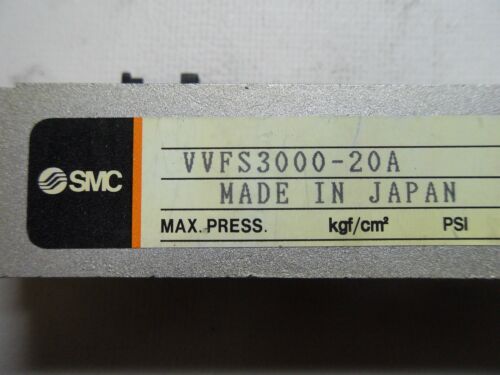 SMC
VVFS3000-20A
MADE IN JAPAN
MAX. PRESS. kgf/cm² PSI